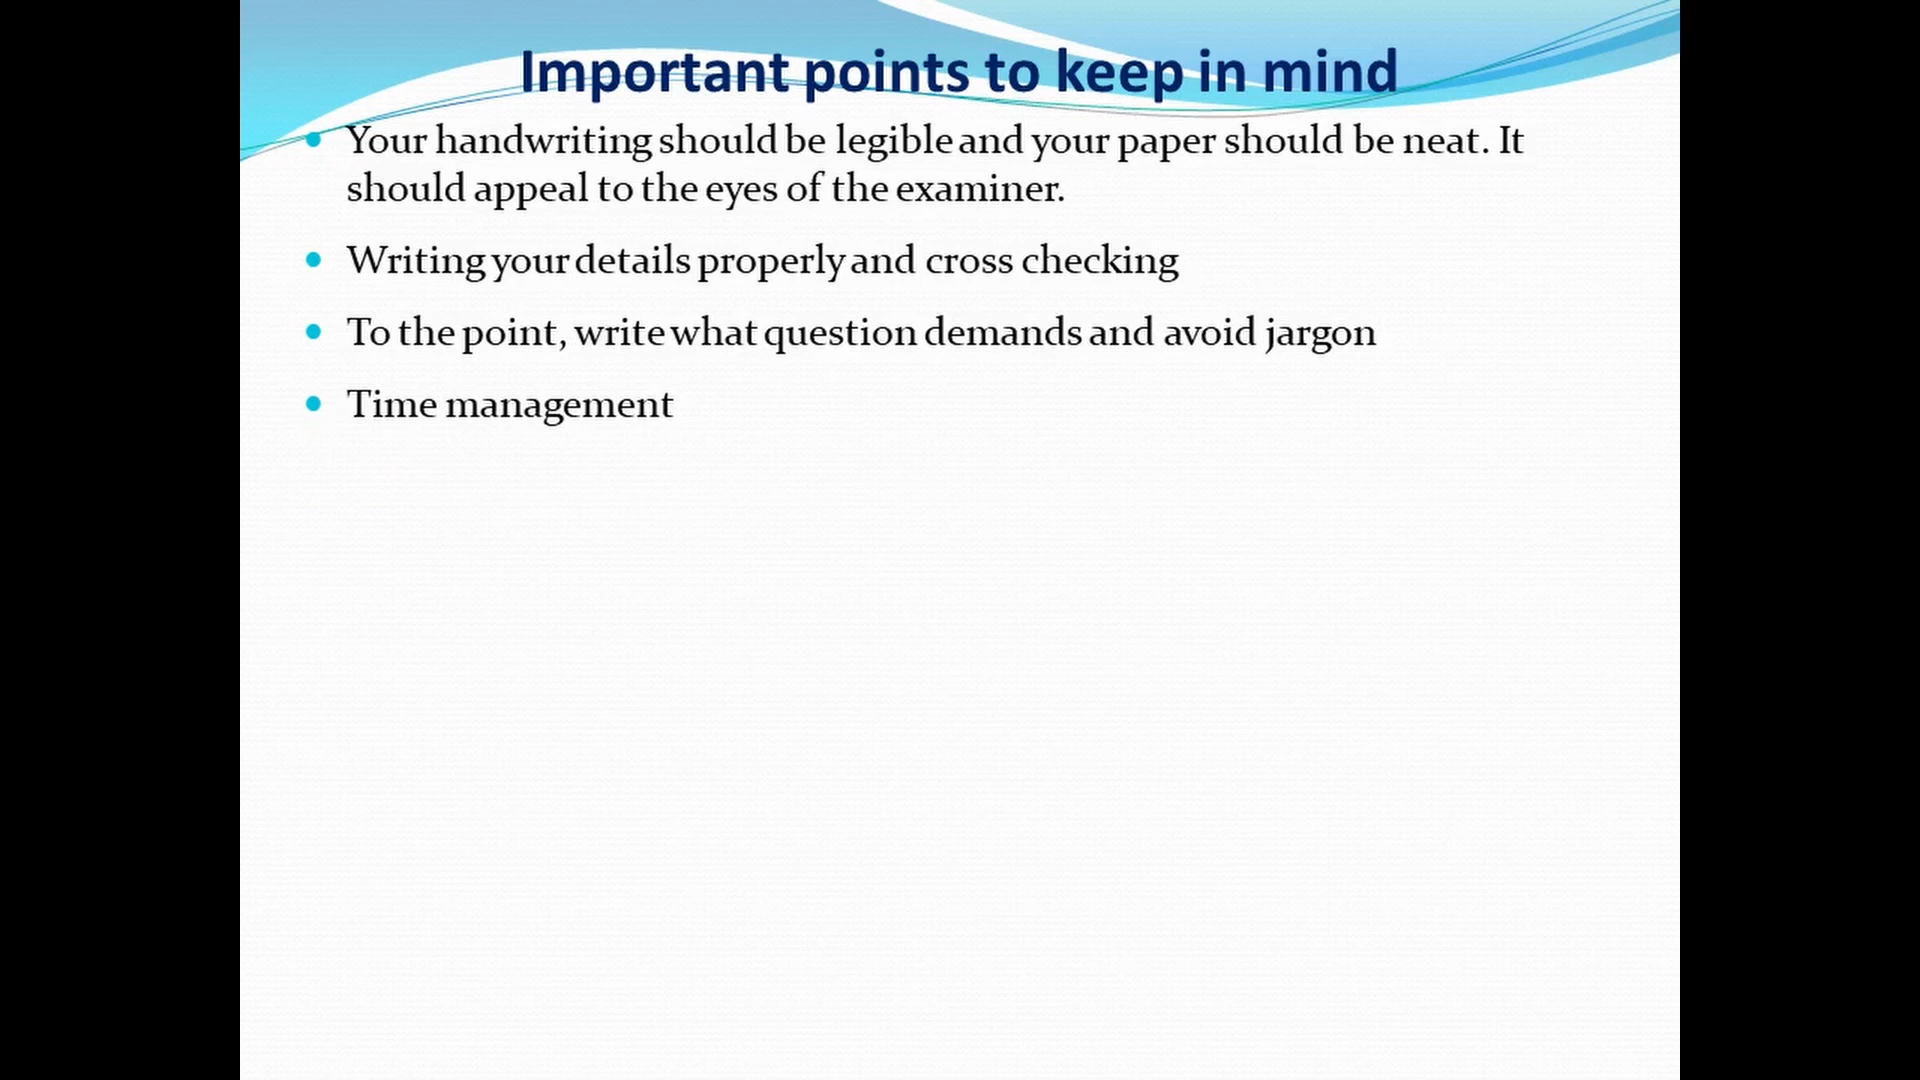 Important points to keep in mind
Your handwriting should be legible and your paper should be neat. It
should appeal to the eyes of the examiner.
Writing your details properly and cross checking
To the point, write what question demands and avoid jargon
Time management